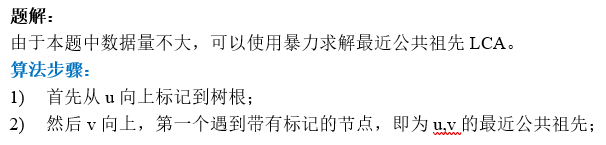 题解：
由于本题中数据量不大，可以使用暴力求解最近公共祖先 LCA。
算法步骤：
1) 首先从 u 向上标记到树根；
2) 然后 v 向上，第一个遇到带有标记的节点，即为 u,v 的最近公共祖先；